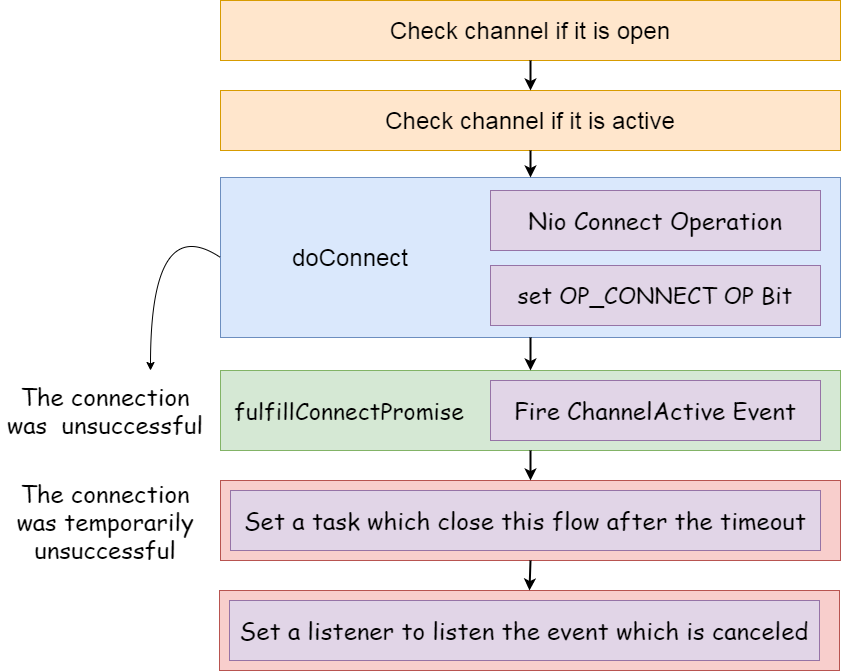 Check channel if it is open
Check channel if it is active
doConnect
Nio Connect Operation
set OP_CONNECT OP Bit
The connection
was unsuccessful
fulfillConnectPromise
Fire ChannelActive Event
The connection
was temporarily
unsuccessful
Set a task which close this flow after the timeout
Set a listener to listen the event which is canceled